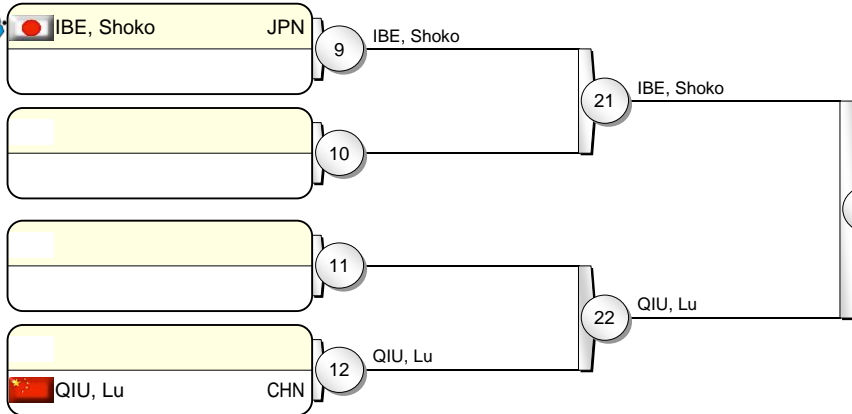 IBE, Shoko JPN
9
IBE, Shoko
21
IBE, Shoko
10
11
22
QIU, Lu
12
QIU, Lu
QIU, Lu CHN